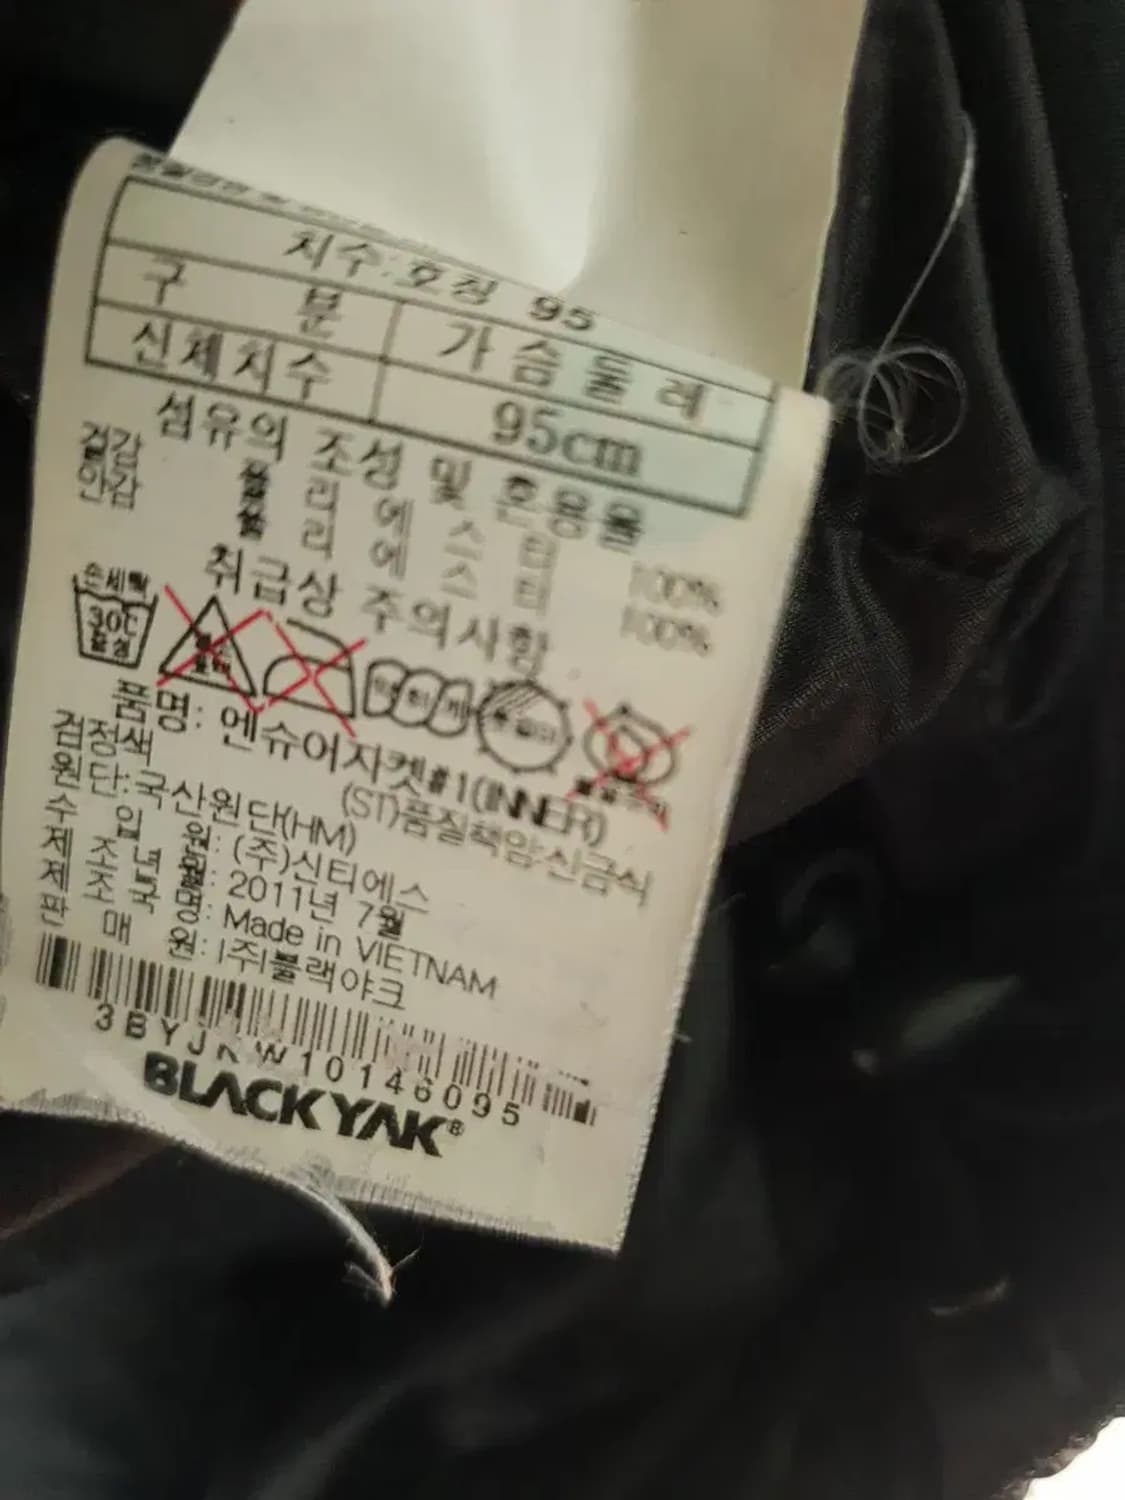 치수:호칭 95
구 분 가 슴 둘 레
신체치수 95cm
섬유의 조성 및 혼용율
겉감 폴 리 에 스 터 100%
안감 폴 리 에 스 터 100%
취급상 주의사항
손세탁
30℃
중성
품명: 엔슈어자켓#1(INNER)
검정색 (ST)품질책암:신금식
원단:국산원단(HM)
수 입 원: (주)신티에스
제 조 년 월: 2011년 7월
제 조 국 명: Made in VIETNAM
판 매 원: (주)블랙야크
3BYJKW10146095
BLACKYAK®